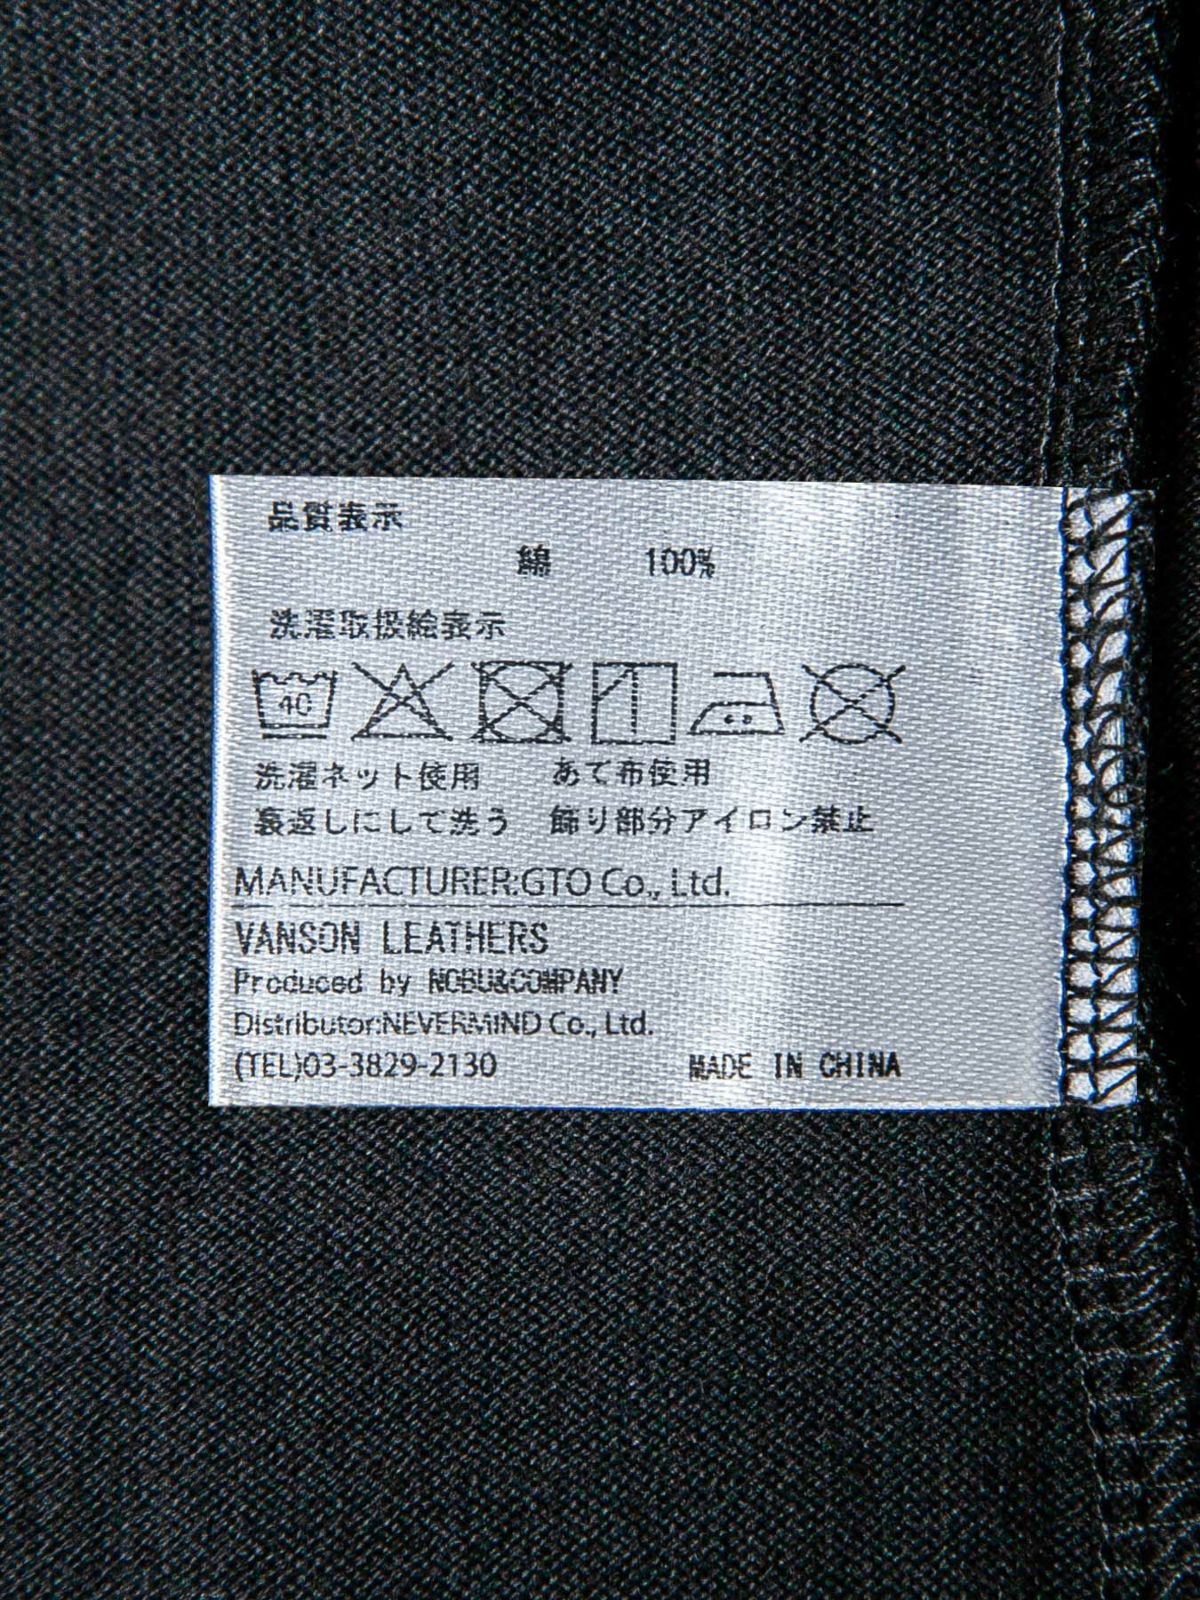 品質表示
綿 100%
洗濯取扱絵表示
40
洗濯ネット使用 あて布使用
裏返しにして洗う 飾り部分アイロン禁止
MANUFACTURER:GTO Co., Ltd.
VANSON LEATHERS
Produced by NOBU&COMPANY
Distributor:NEVERMIND Co., Ltd.
(TEL)03-3829-2130 MADE IN CHINA